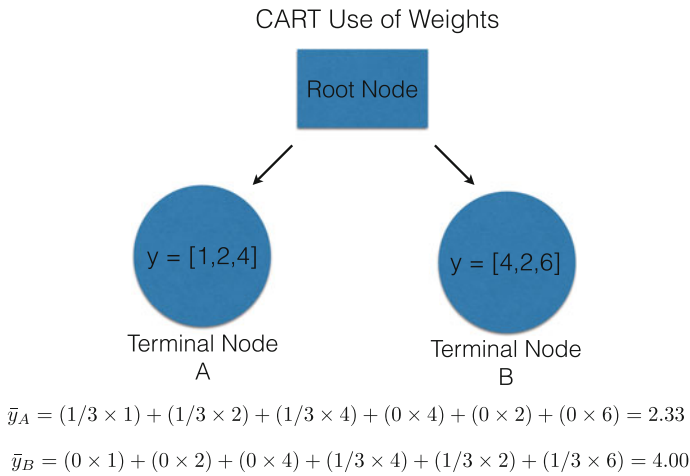 CART Use of Weights
Root Node
y = [1,2,4]
y = [4,2,6]
Terminal Node
A
Terminal Node
B
ȳ_A = (1/3 × 1) + (1/3 × 2) + (1/3 × 4) + (0 × 4) + (0 × 2) + (0 × 6) = 2.33
ȳ_B = (0 × 1) + (0 × 2) + (0 × 4) + (1/3 × 4) + (1/3 × 2) + (1/3 × 6) = 4.00